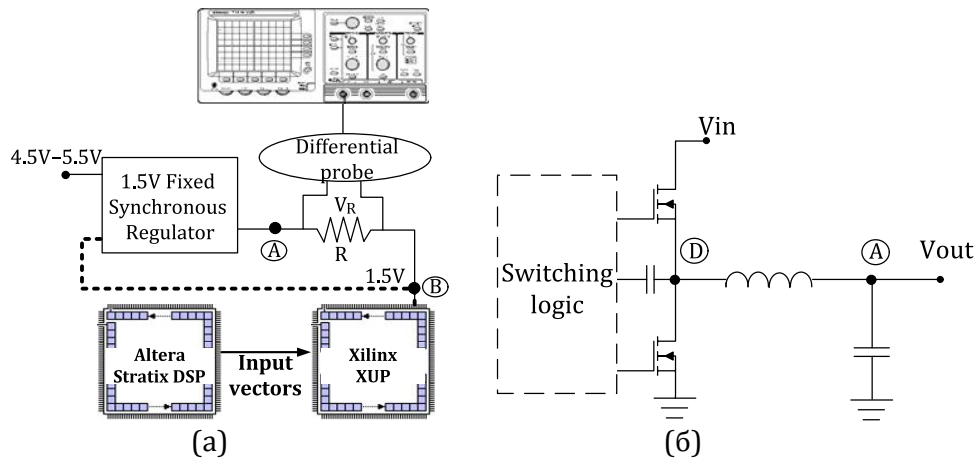 4.5V–5.5V
1.5V Fixed
Synchronous
Regulator
Differential
probe
VR
R
A
1.5V
B
Altera
Stratix DSP
Input
vectors
Xilinx
XUP
(а)
Vin
Switching
logic
D
A
Vout
(б)